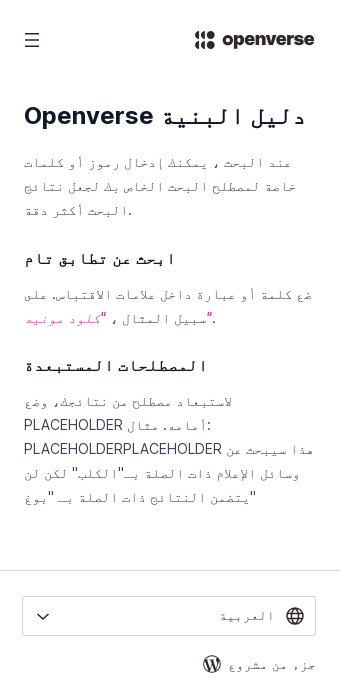 openverse
دليل البنية Openverse
عند البحث ، يمكنك إدخال رموز أو كلمات
خاصة لمصطلح البحث الخاص بك لجعل نتائج
البحث أكثر دقة.
ابحث عن تطابق تام
ضع كلمة أو عبارة داخل علامات الاقتباس. على
سبيل المثال ، "كلود مونيه".
المصطلحات المستبعدة
لاستبعاد مصطلح من نتائجك، وضع
PLACEHOLDER أمامه. مثال:
PLACEHOLDERPLACEHOLDER هذا سيبحث عن
وسائل الإعلام ذات الصلة بـ"الكلب" لكن لن
يتضمن النتائج ذات الصلة بـ "بوغ"
العربية
جزء من مشروع